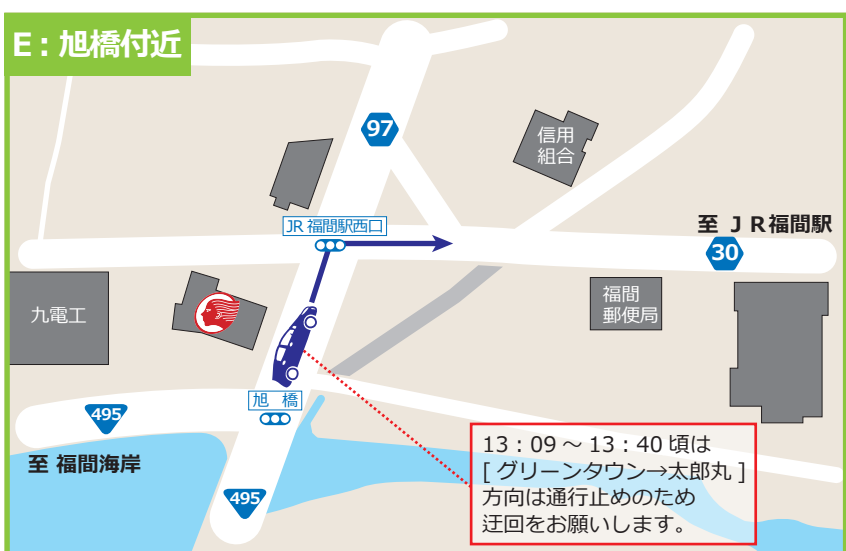 E：旭橋付近
97
信用
組合
JR 福間駅西口
至 ＪＲ福間駅
30
九電工
福間
郵便局
旭 橋
495
至 福間海岸
495
13：09～13：40 頃は
[ グリーンタウン→太郎丸 ]
方向は通行止めのため
迂回をお願いします。